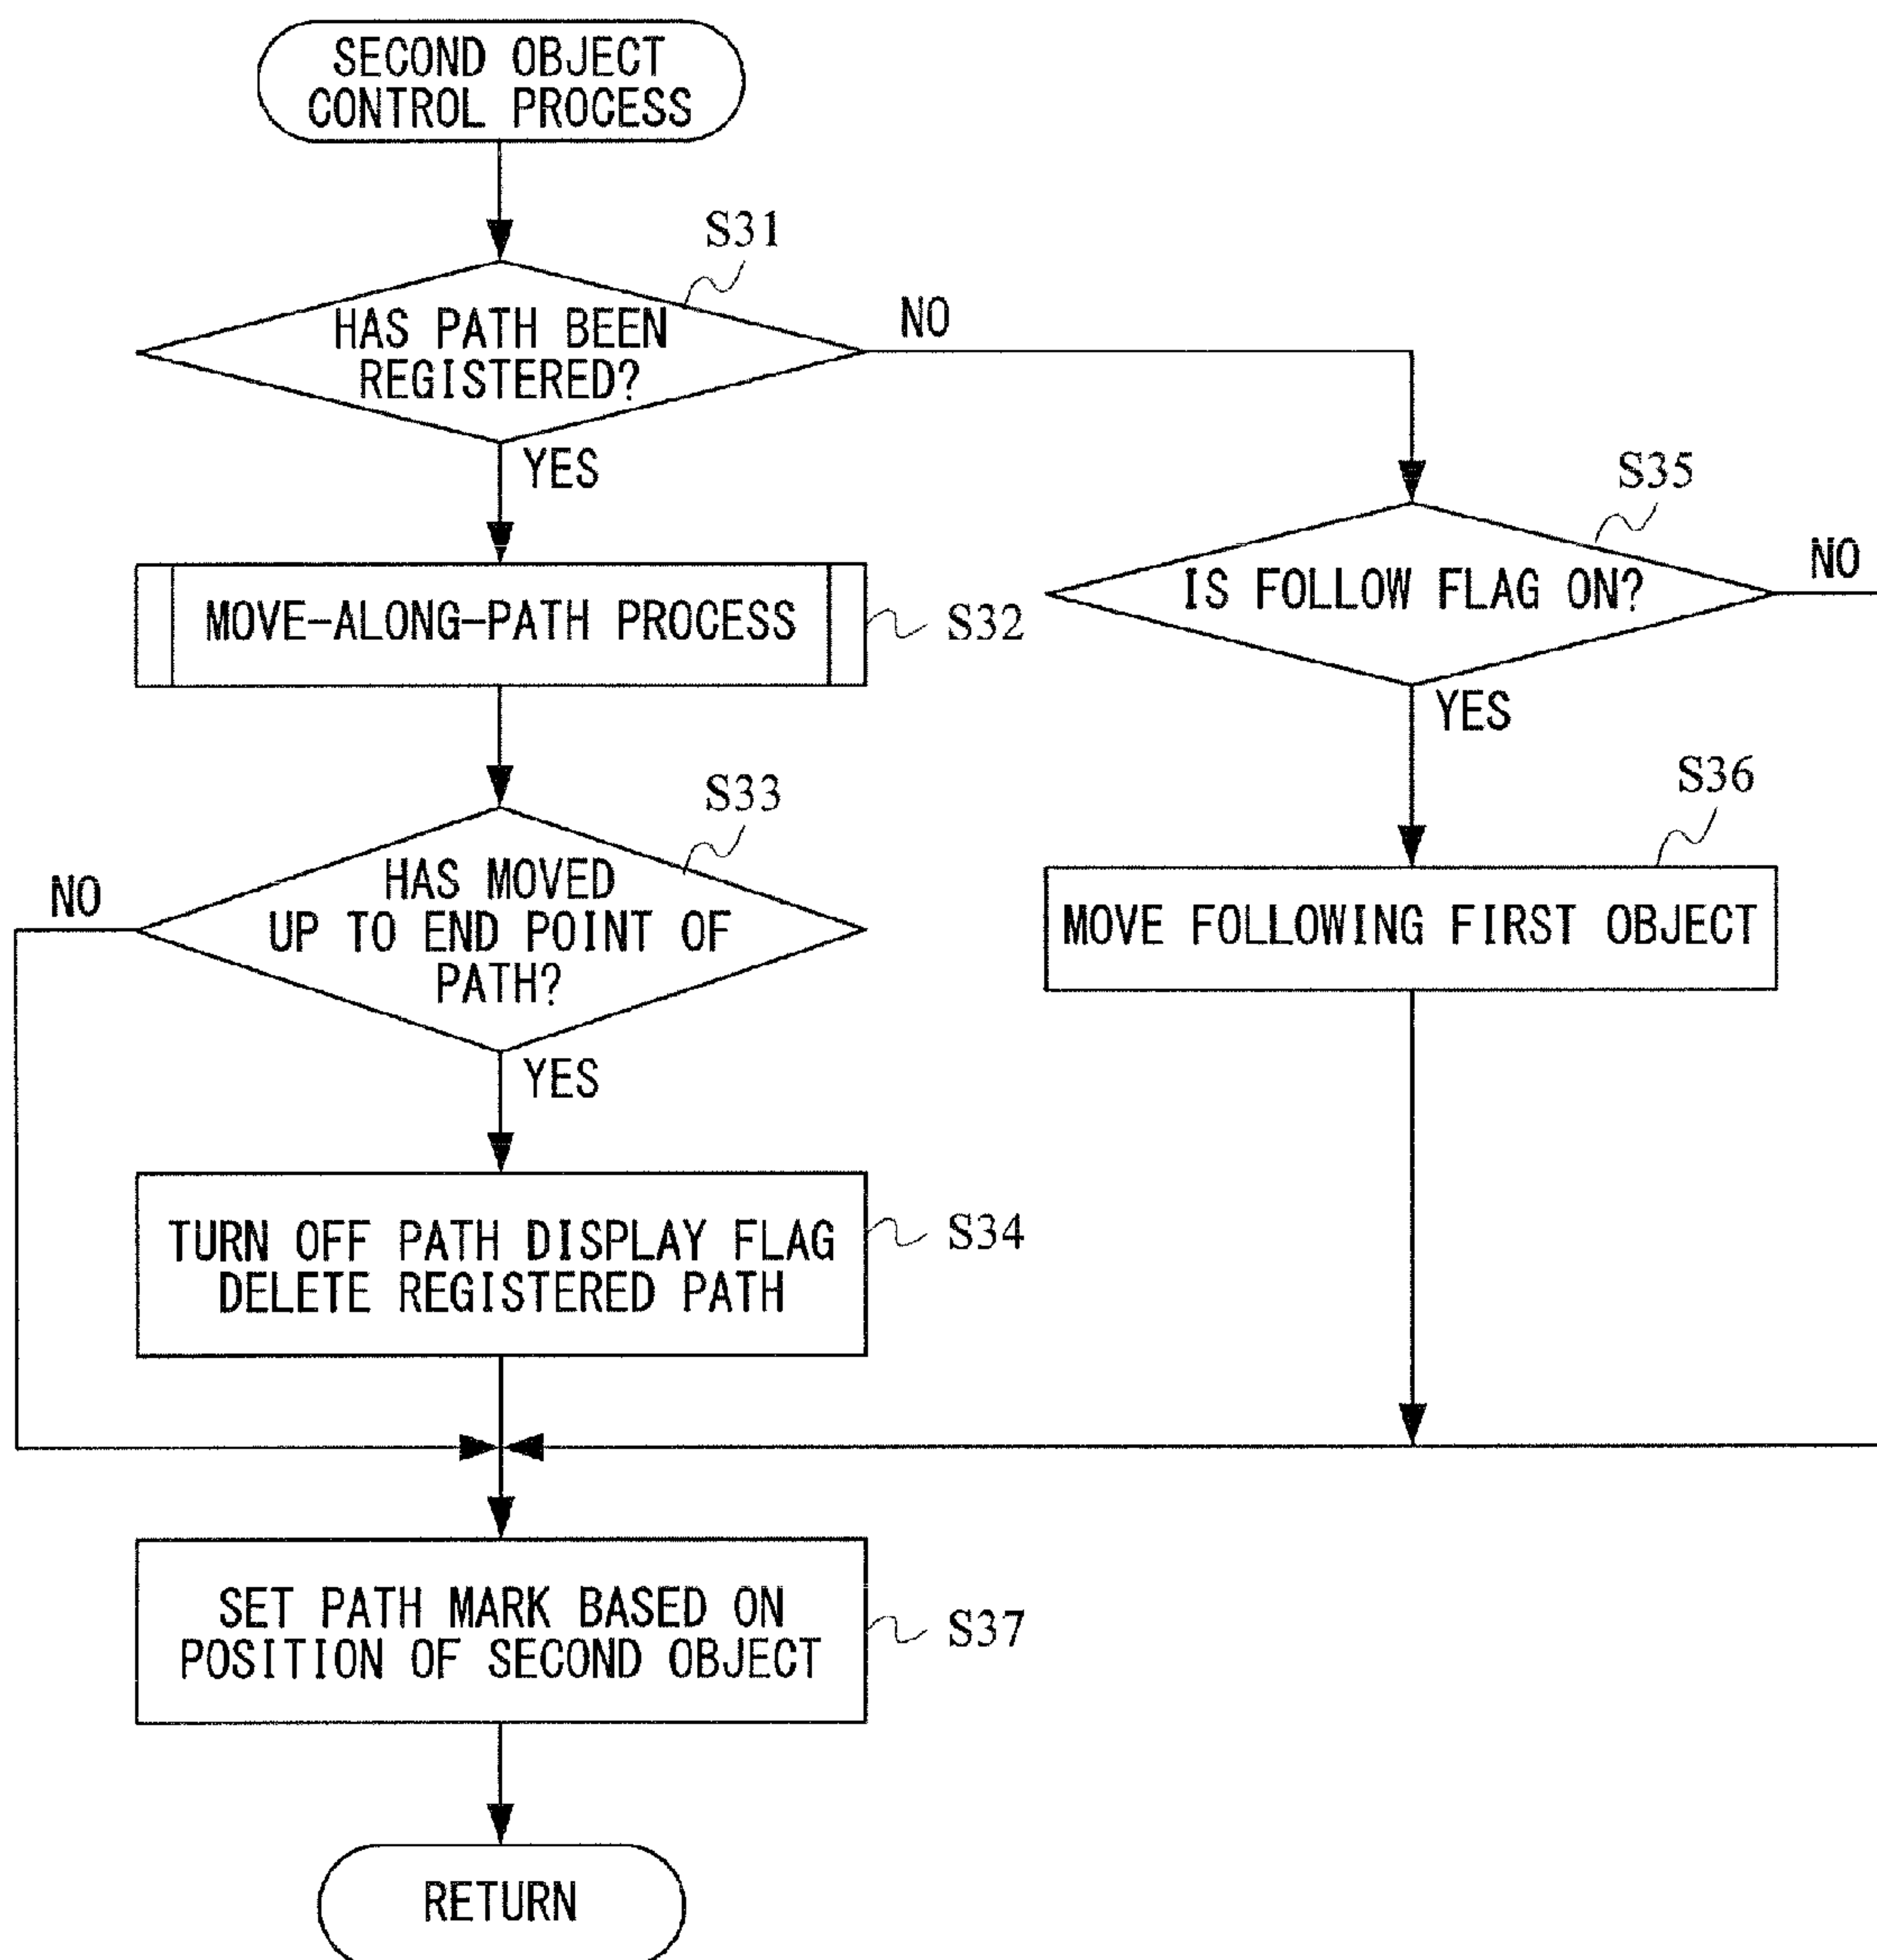 SECOND OBJECT
CONTROL PROCESS
S31
HAS PATH BEEN
REGISTERED?
NO
YES
S35
IS FOLLOW FLAG ON?
NO
MOVE-ALONG-PATH PROCESS
S32
YES
S33
S36
HAS MOVED
UP TO END POINT OF
PATH?
NO
MOVE FOLLOWING FIRST OBJECT
YES
TURN OFF PATH DISPLAY FLAG
DELETE REGISTERED PATH
S34
SET PATH MARK BASED ON
POSITION OF SECOND OBJECT
S37
RETURN